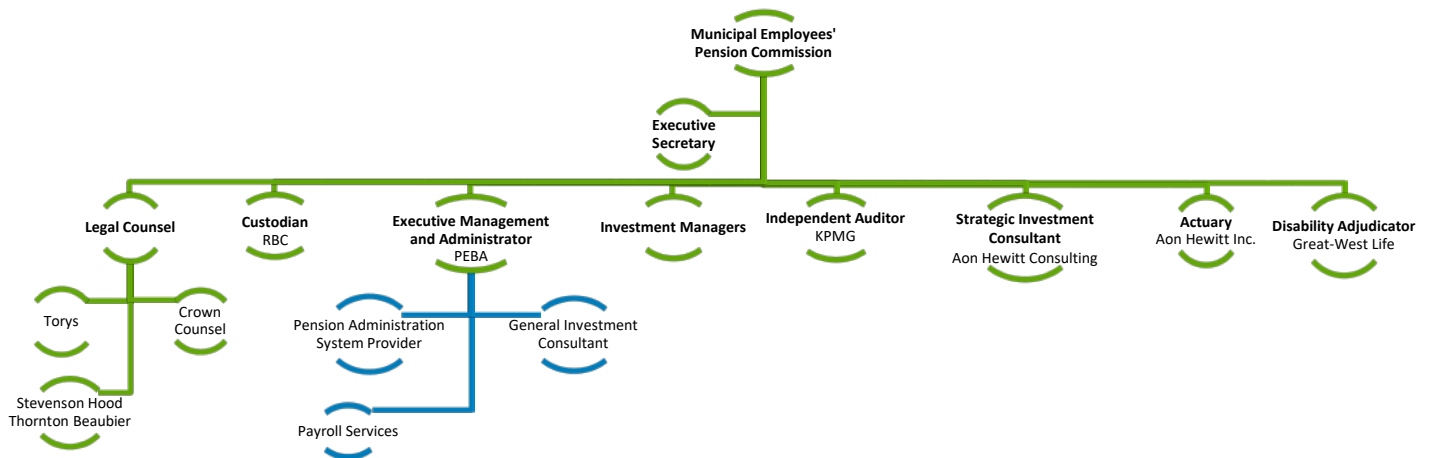 Municipal Employees'
Pension Commission
Executive
Secretary
Legal Counsel
Custodian
RBC
Executive Management
and Administrator
PEBA
Investment Managers
Independent Auditor
KPMG
Strategic Investment
Consultant
Aon Hewitt Consulting
Actuary
Aon Hewitt Inc.
Disability Adjudicator
Great-West Life
Torys
Crown
Counsel
Stevenson Hood
Thornton Beaubier
Pension Administration
System Provider
General Investment
Consultant
Payroll Services